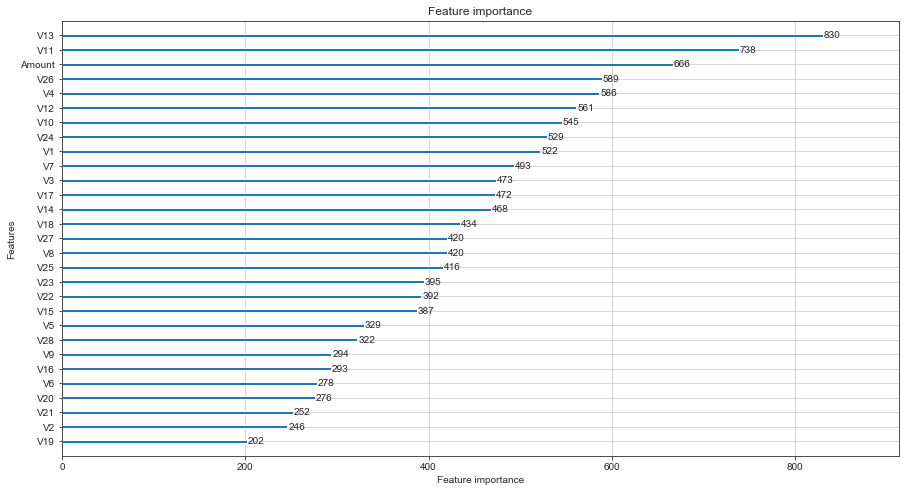 Feature importance
V13 830
V11 738
Amount 666
V26 589
V4 586
V12 561
V10 545
V24 529
V1 522
V7 493
V3 473
V17 472
V14 468
V18 434
V27 420
V8 420
V25 416
V23 395
V22 392
V15 387
V5 329
V28 322
V9 294
V16 293
V6 278
V20 276
V21 252
V2 246
V19 202
Features
0 200 400 600 800
Feature importance